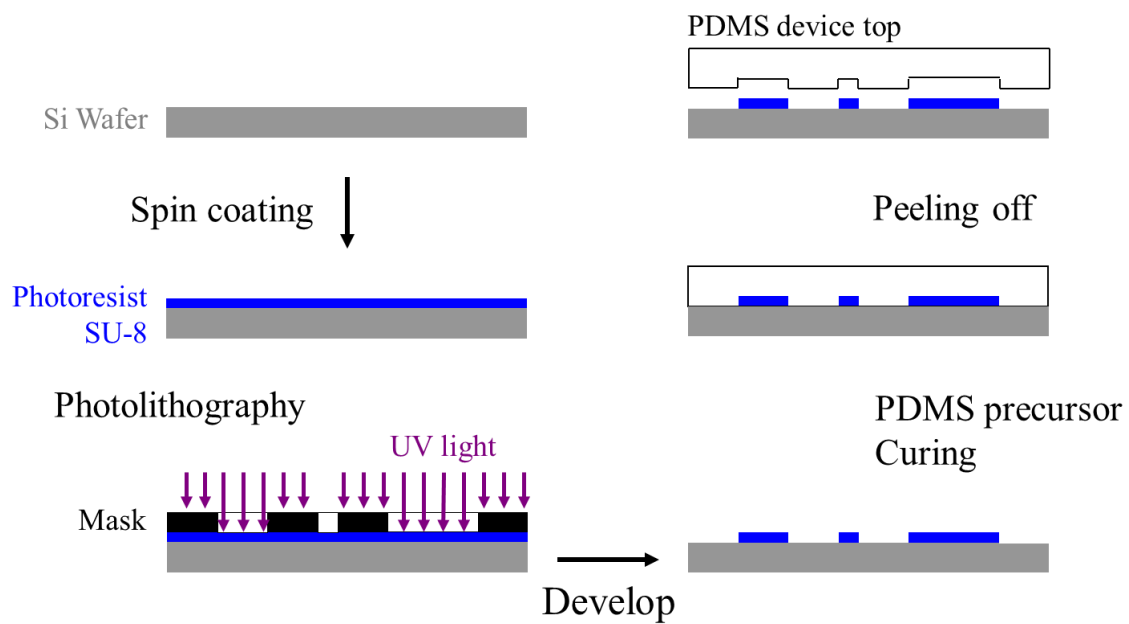 PDMS device top
Si Wafer
Spin coating
Peeling off
Photoresist
SU-8
Photolithography
PDMS precursor
Curing
UV light
Mask
Develop